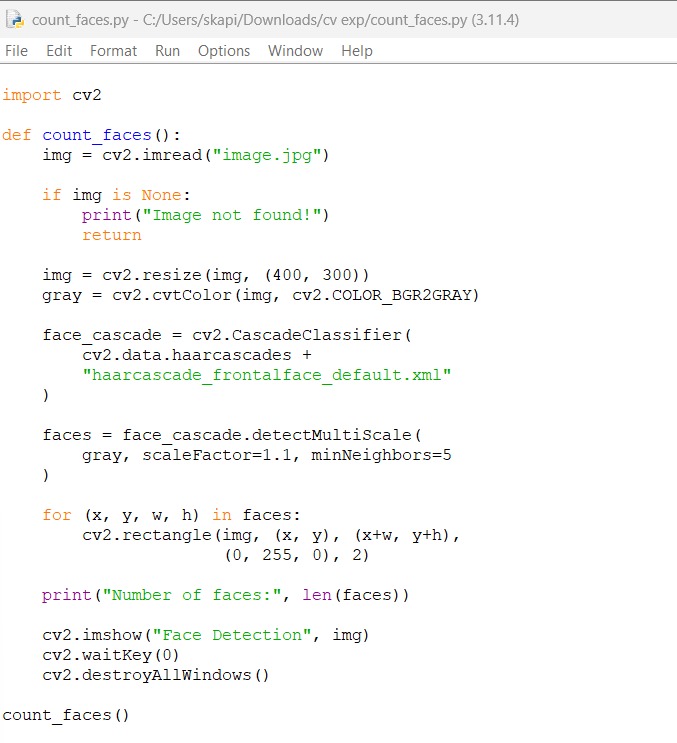 count_faces.py - C:/Users/skapi/Downloads/cv exp/count_faces.py (3.11.4)
File Edit Format Run Options Window Help
import cv2
def count_faces():
    img = cv2.imread("image.jpg")
    if img is None:
        print("Image not found!")
        return
    img = cv2.resize(img, (400, 300))
    gray = cv2.cvtColor(img, cv2.COLOR_BGR2GRAY)
    face_cascade = cv2.CascadeClassifier(
        cv2.data.haarcascades +
        "haarcascade_frontalface_default.xml"
    )
    faces = face_cascade.detectMultiScale(
        gray, scaleFactor=1.1, minNeighbors=5
    )
    for (x, y, w, h) in faces:
        cv2.rectangle(img, (x, y), (x+w, y+h),
                      (0, 255, 0), 2)
    print("Number of faces:", len(faces))
    cv2.imshow("Face Detection", img)
    cv2.waitKey(0)
    cv2.destroyAllWindows()
count_faces()